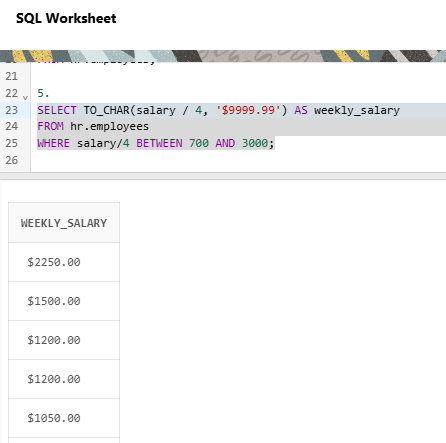 SQL Worksheet
21
22 5.
23 SELECT TO_CHAR(salary / 4, '$9999.99') AS weekly_salary
24 FROM hr.employees
25 WHERE salary/4 BETWEEN 700 AND 3000;
26
WEEKLY_SALARY
$2250.00
$1500.00
$1200.00
$1200.00
$1050.00